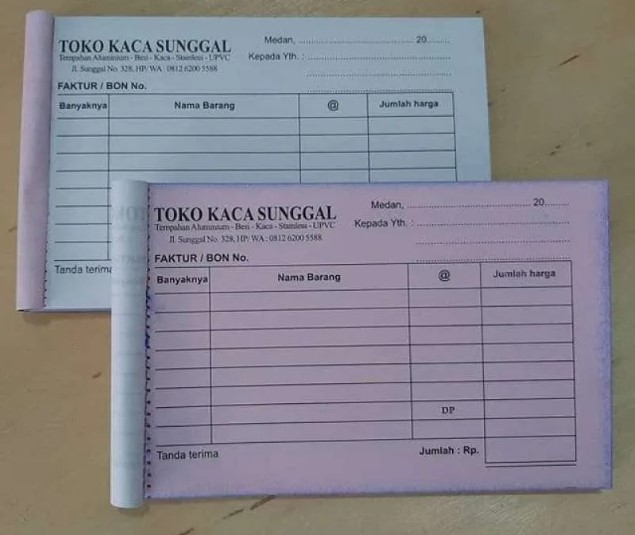 TOKO KACA SUNGGAL
Tempahan Aluminium - Besi - Kaca - Stainless - UPVC
Jl. Sunggal No. 328, HP/ WA : 0812 6200 5588
Medan, 20
Kepada Yth. :
FAKTUR / BON No.
Banyaknya Nama Barang @ Jumlah harga
Tanda terima
TOKO KACA SUNGGAL
Tempahan Aluminium - Besi - Kaca - Stainless - UPVC
Jl. Sunggal No. 328, HP/ WA : 0812 6200 5588
Medan, 20
Kepada Yth. :
FAKTUR / BON No.
Banyaknya Nama Barang @ Jumlah harga
DP
Tanda terima Jumlah : Rp.